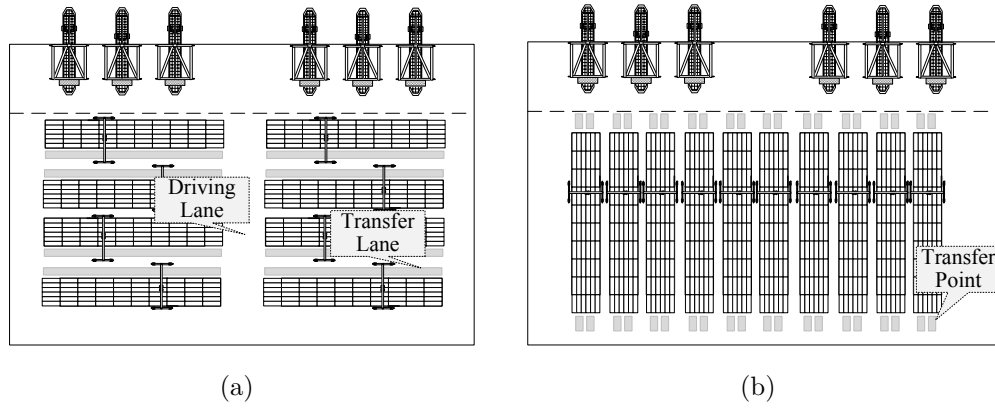 Driving
Lane
Transfer
Lane
Transfer
Point
(a)
(b)